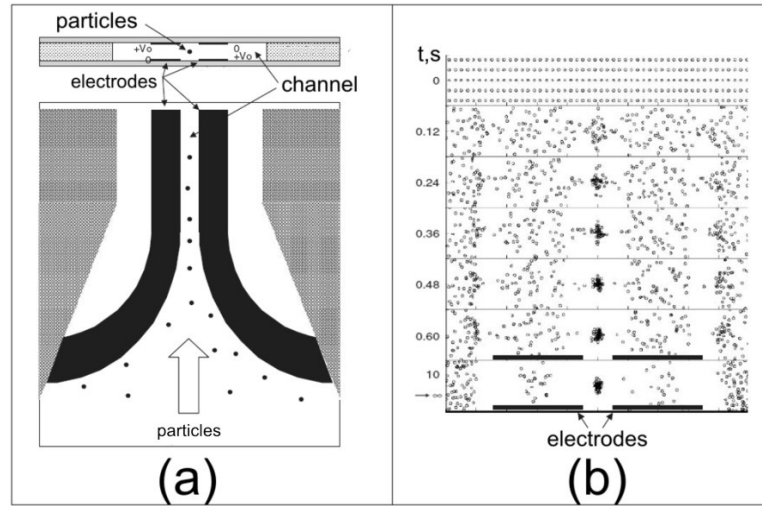 particles
+Vo
0
0
+Vo
electrodes
channel
particles
(a)
t,s
0
0.12
0.24
0.36
0.48
0.60
10
→ ∞
electrodes
(b)